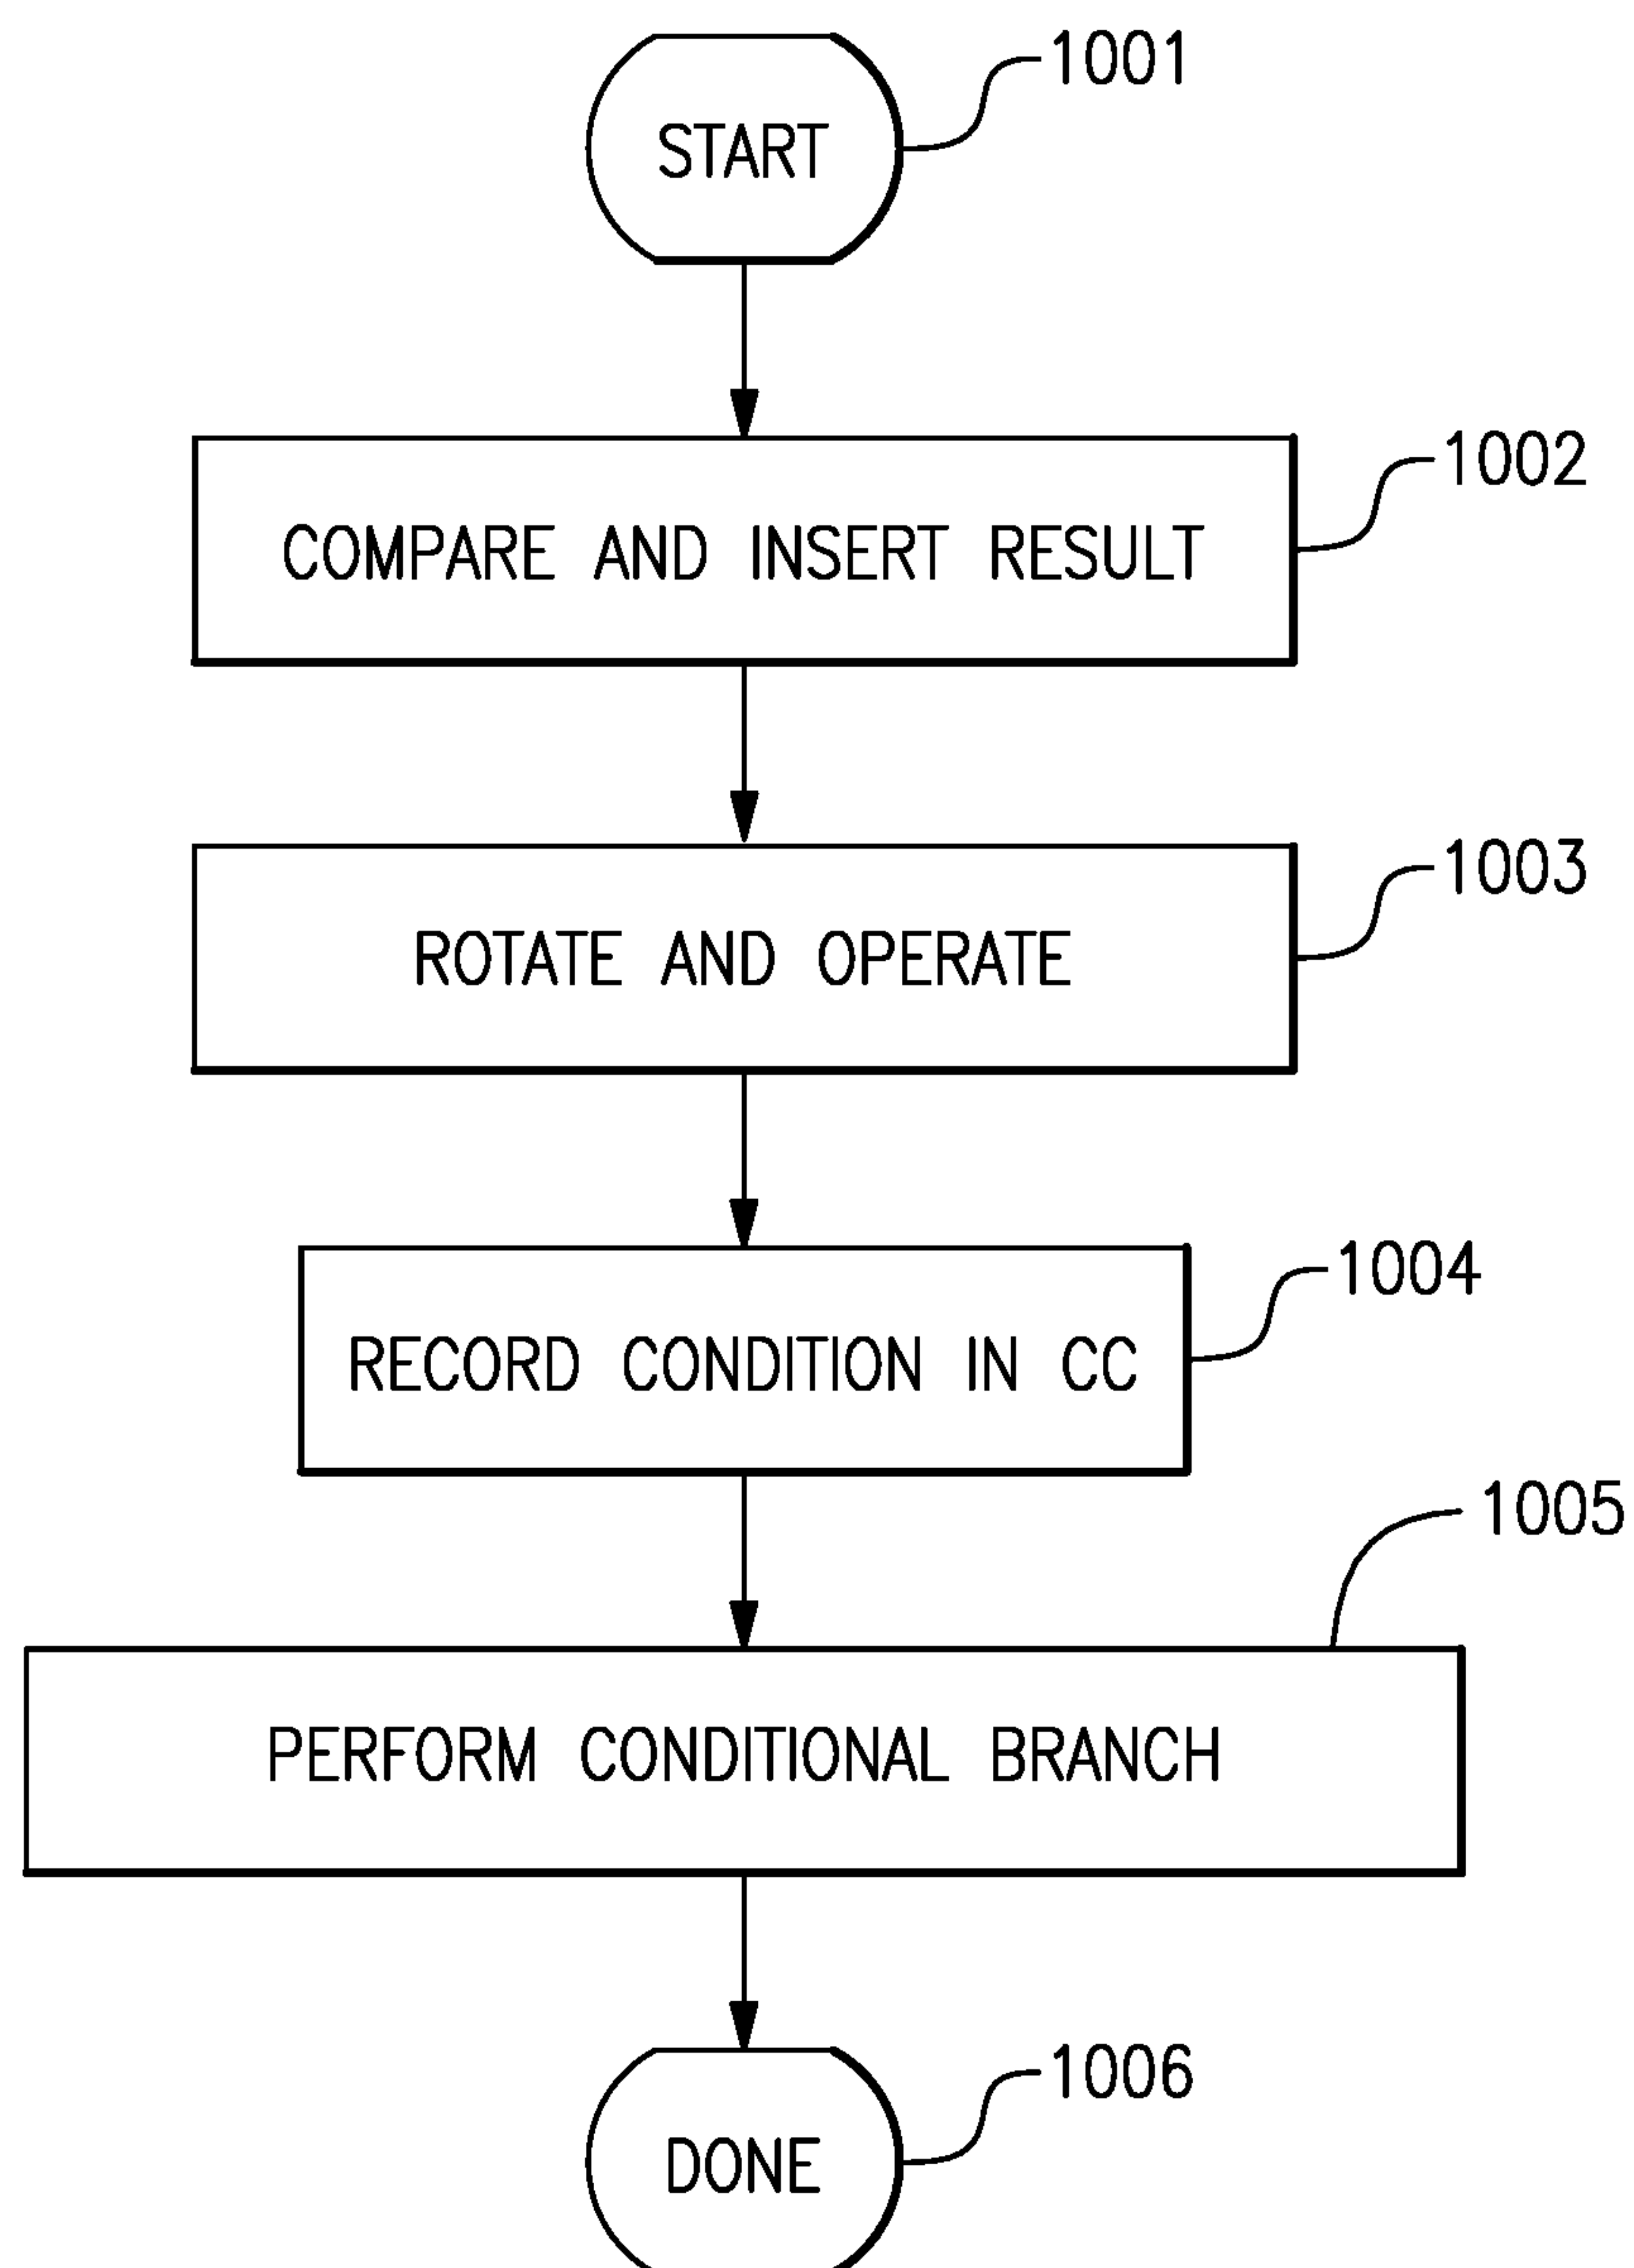 START
1001
COMPARE AND INSERT RESULT
1002
ROTATE AND OPERATE
1003
RECORD CONDITION IN CC
1004
1005
PERFORM CONDITIONAL BRANCH
DONE
1006